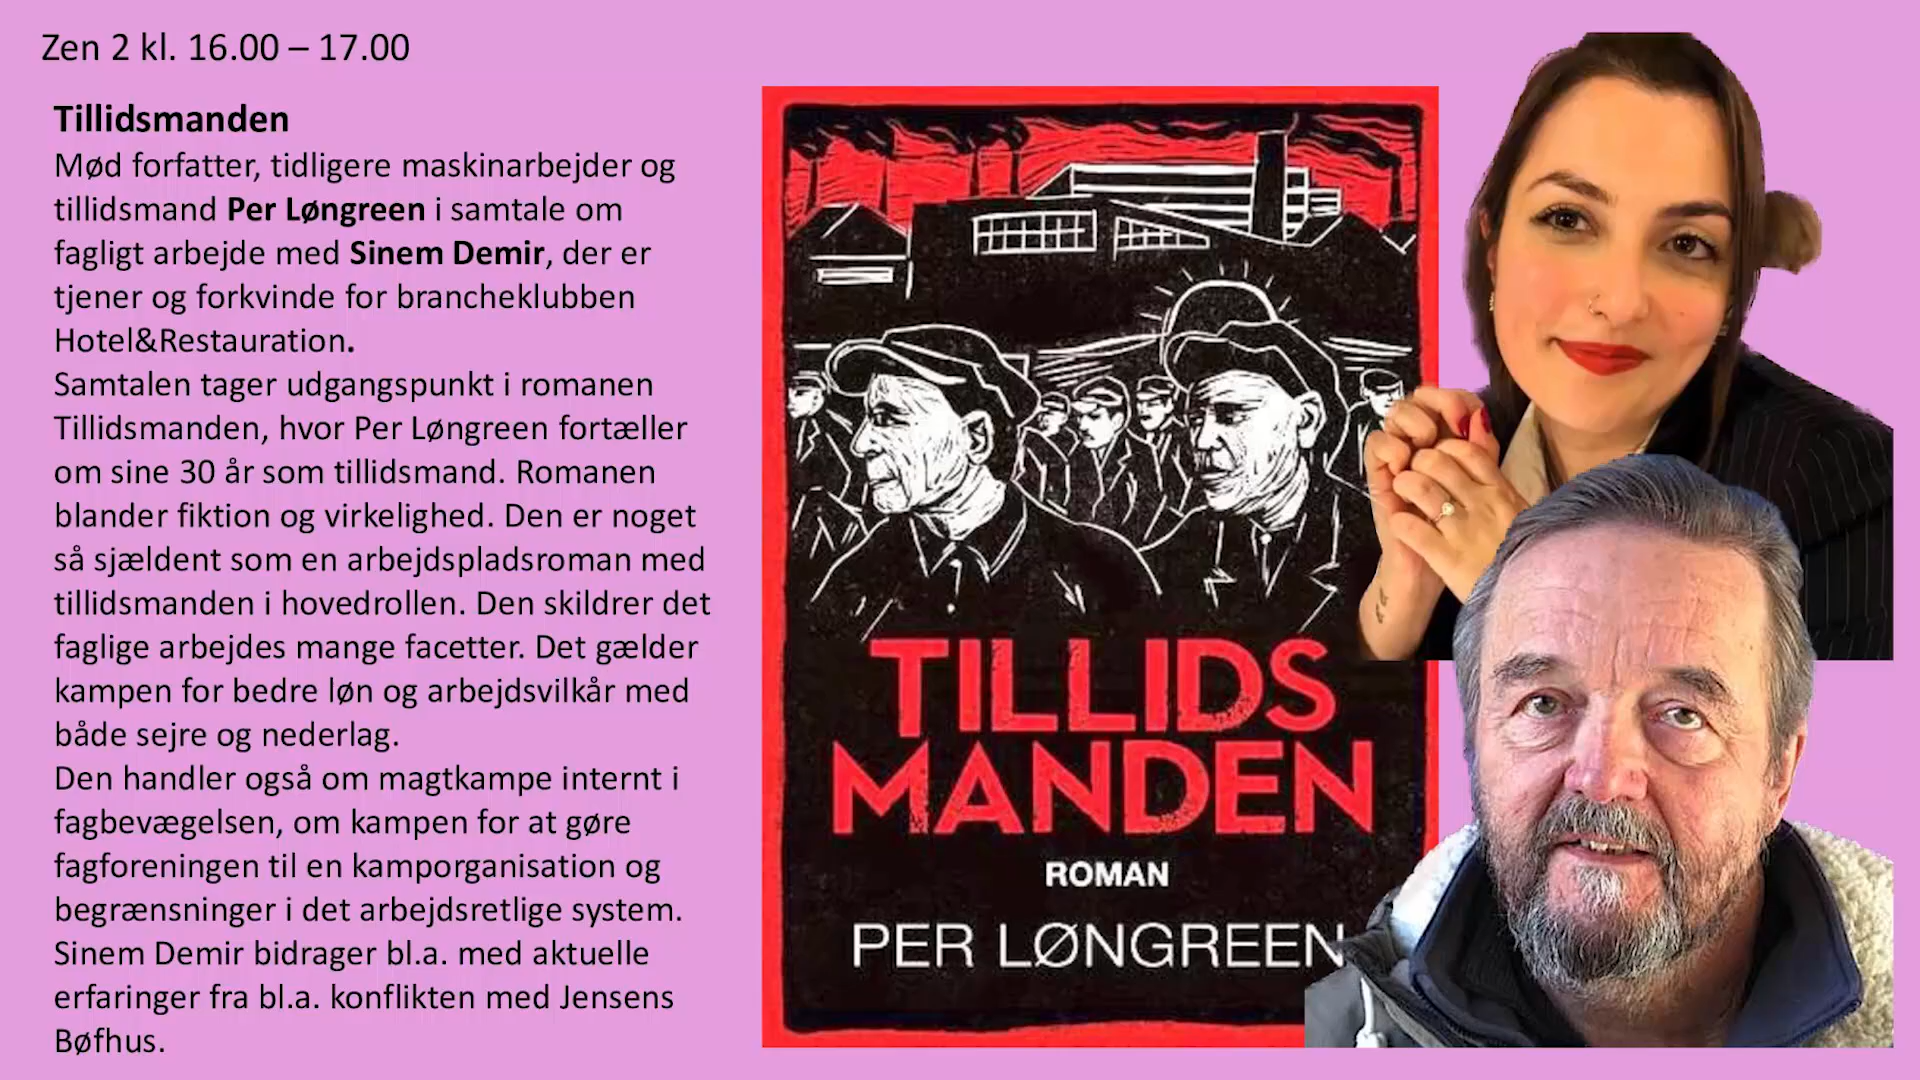 Zen 2 kl. 16.00 – 17.00
Tillidsmanden
Mød forfatter, tidligere maskinarbejder og
tillidsmand Per Løngreen i samtale om
fagligt arbejde med Sinem Demir, der er
tjener og forkvinde for brancheklubben
Hotel&Restauration.
Samtalen tager udgangspunkt i romanen
Tillidsmanden, hvor Per Løngreen fortæller
om sine 30 år som tillidsmand. Romanen
blander fiktion og virkelighed. Den er noget
så sjældent som en arbejdspladsroman med
tillidsmanden i hovedrollen. Den skildrer det
faglige arbejdes mange facetter. Det gælder
kampen for bedre løn og arbejdsvilkår med
både sejre og nederlag.
Den handler også om magtkampe internt i
fagbevægelsen, om kampen for at gøre
fagforeningen til en kamporganisation og
begrænsninger i det arbejdsretlige system.
Sinem Demir bidrager bl.a. med aktuelle
erfaringer fra bl.a. konflikten med Jensens
Bøfhus.
TILLIDS
MANDEN
ROMAN
PER LØNGREEN